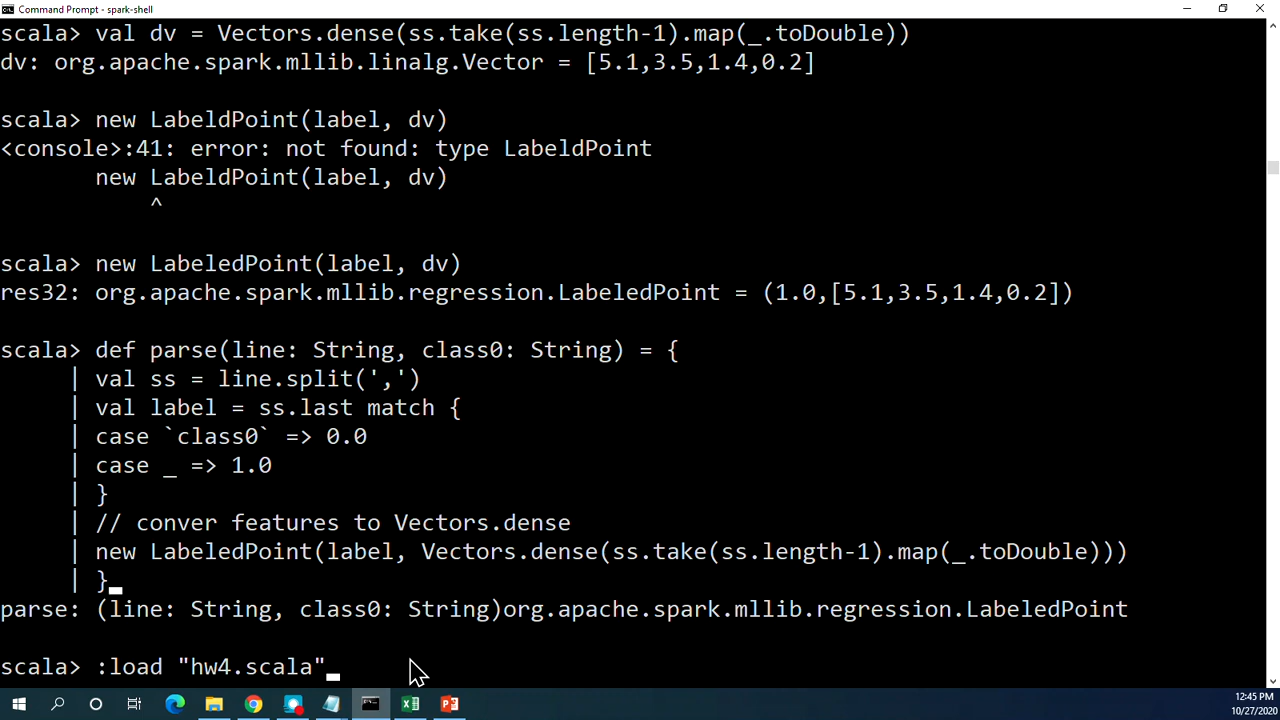 Command Prompt - spark-shell
scala> val dv = Vectors.dense(ss.take(ss.length-1).map(_.toDouble))
dv: org.apache.spark.mllib.linalg.Vector = [5.1,3.5,1.4,0.2]
scala> new LabeldPoint(label, dv)
<console>:41: error: not found: type LabeldPoint
new LabeldPoint(label, dv)
^
scala> new LabeledPoint(label, dv)
res32: org.apache.spark.mllib.regression.LabeledPoint = (1.0,[5.1,3.5,1.4,0.2])
scala> def parse(line: String, class0: String) = {
| val ss = line.split(',')
| val label = ss.last match {
| case `class0` => 0.0
| case _ => 1.0
| }
| // conver features to Vectors.dense
| new LabeledPoint(label, Vectors.dense(ss.take(ss.length-1).map(_.toDouble)))
| }
parse: (line: String, class0: String)org.apache.spark.mllib.regression.LabeledPoint
scala> :load "hw4.scala"
12:45 PM
10/27/2020